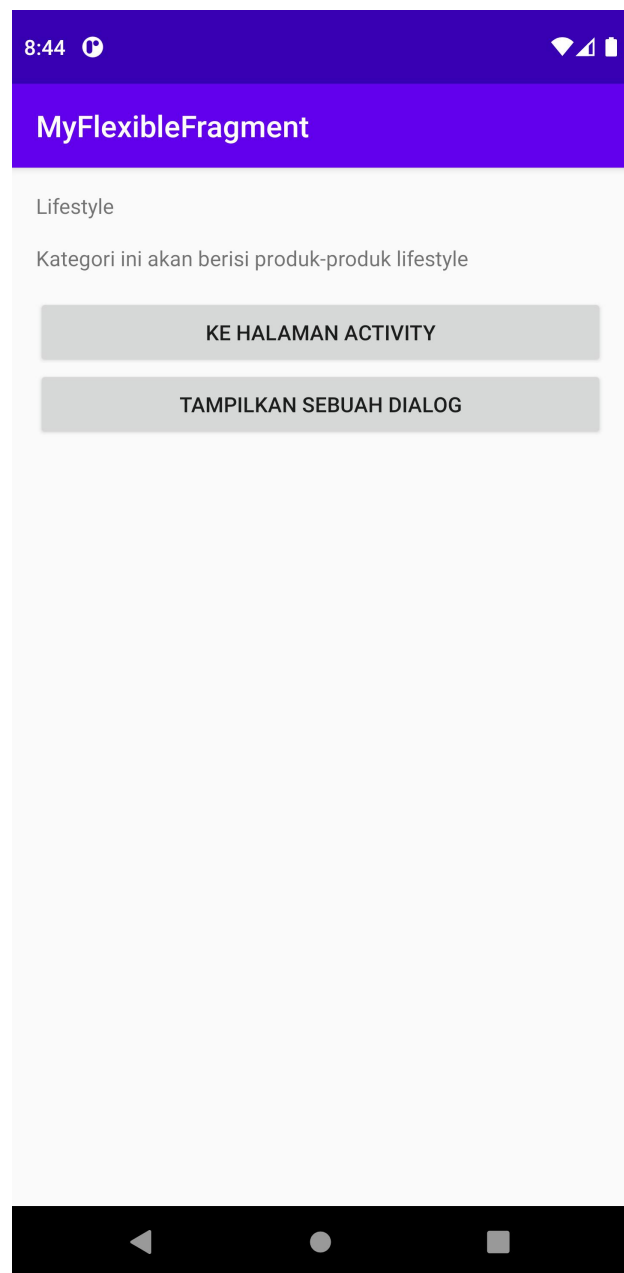 8:44
MyFlexibleFragment
Lifestyle
Kategori ini akan berisi produk-produk lifestyle
KE HALAMAN ACTIVITY
TAMPILKAN SEBUAH DIALOG